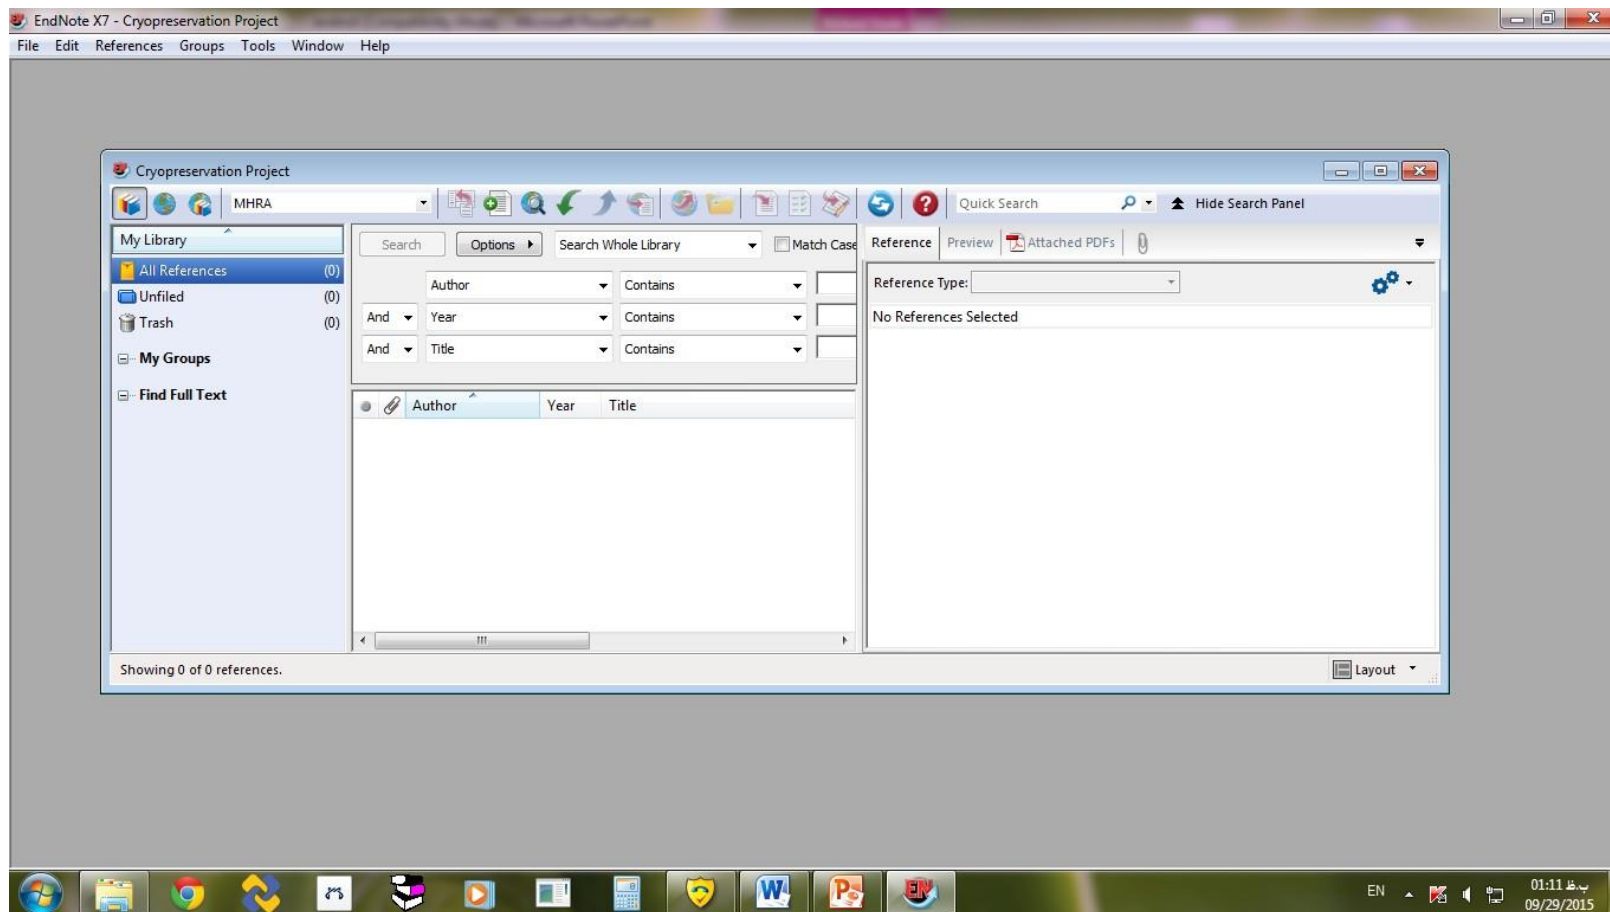 EndNote X7 - Cryopreservation Project
File Edit References Groups Tools Window Help
Cryopreservation Project
MHRA
Quick Search
Hide Search Panel
My Library
All References (0)
Unfiled (0)
Trash (0)
My Groups
Find Full Text
Search Options Search Whole Library Match Case
Author Contains
And Year Contains
And Title Contains
Author Year Title
Reference Preview Attached PDFs
Reference Type:
No References Selected
Showing 0 of 0 references.
Layout
EN
01:11 ب.ظ
09/29/2015